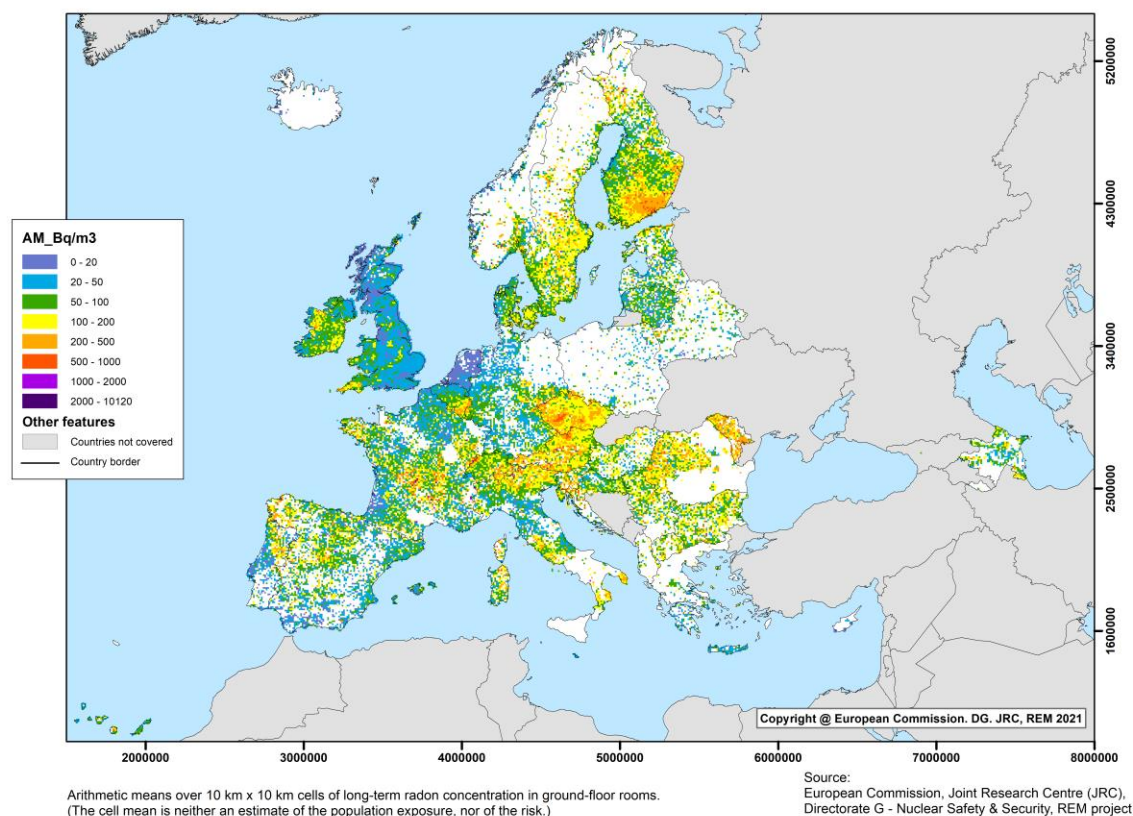 AM_Bq/m3
0 - 20
20 - 50
50 - 100
100 - 200
200 - 500
500 - 1000
1000 - 2000
2000 - 10120
Other features
Countries not covered
Country border
5200000
4300000
3400000
2500000
1600000
Copyright @ European Commission. DG. JRC, REM 2021
2000000 3000000 4000000 5000000 6000000 7000000 8000000
Arithmetic means over 10 km x 10 km cells of long-term radon concentration in ground-floor rooms.
(The cell mean is neither an estimate of the population exposure, nor of the risk.)
Source:
European Commission, Joint Research Centre (JRC),
Directorate G - Nuclear Safety & Security, REM project